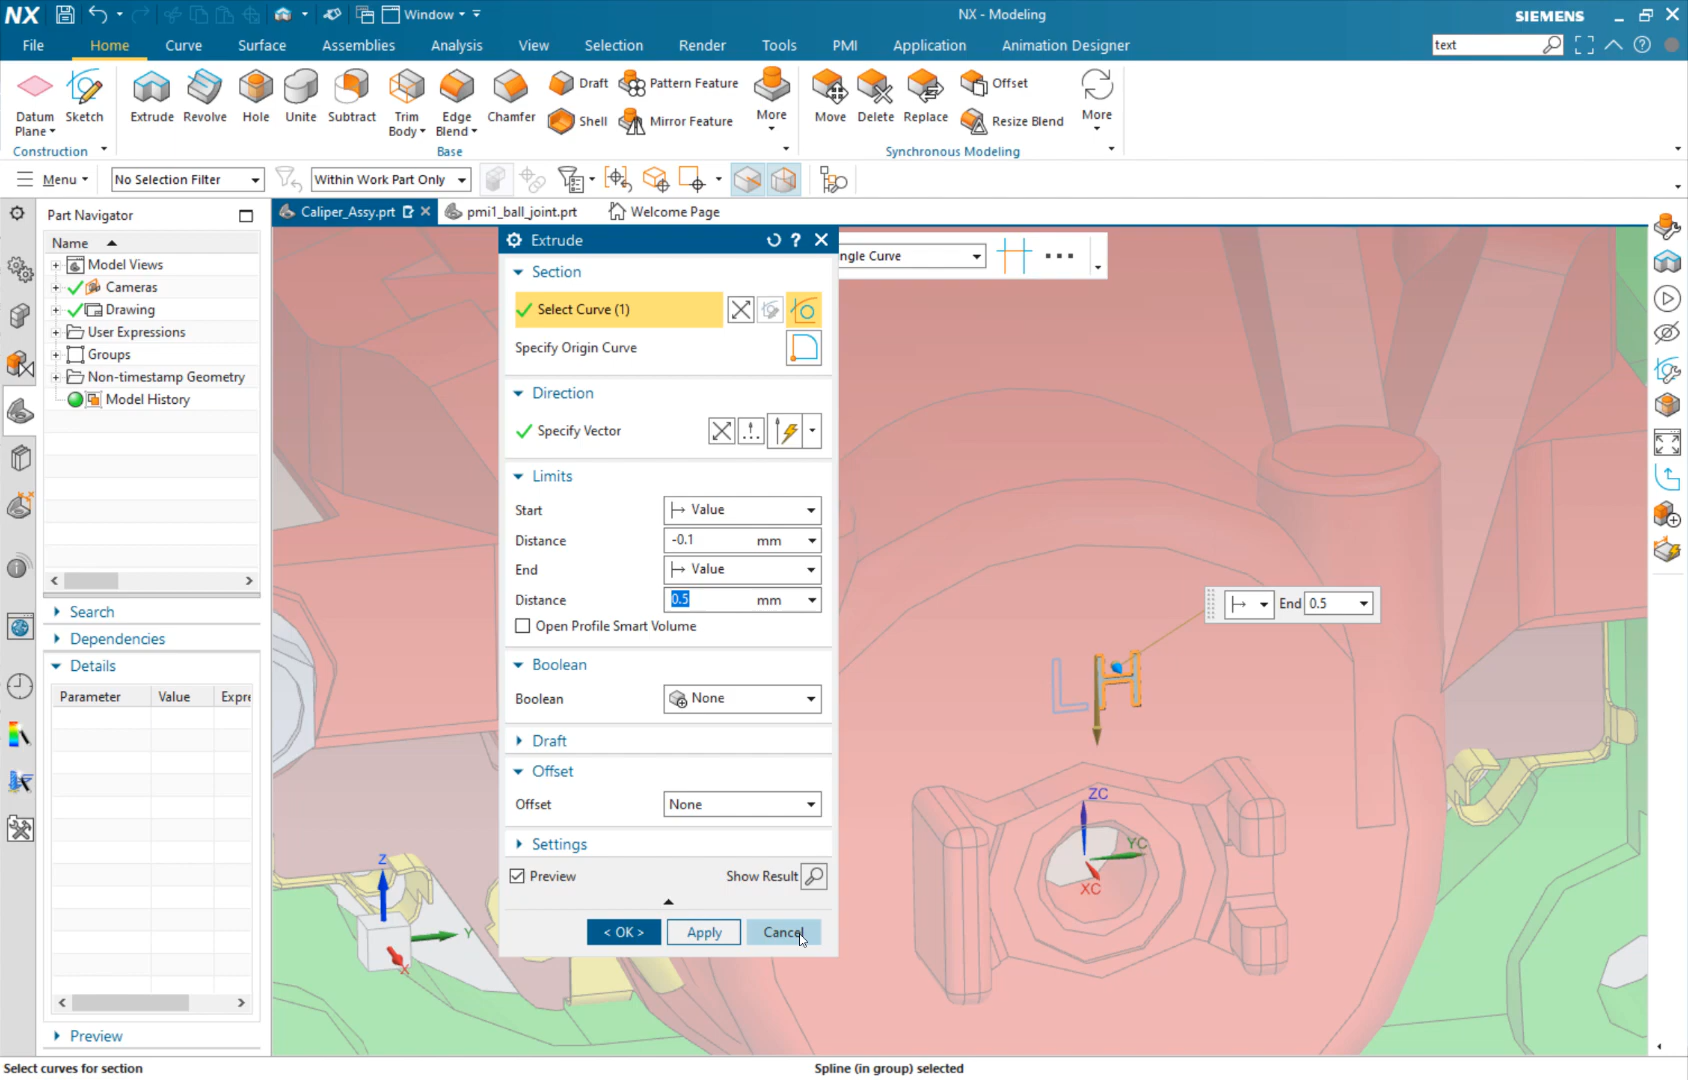 NX Window NX - Modeling SIEMENS
File Home Curve Surface Assemblies Analysis View Selection Render Tools PMI Application Animation Designer text
Datum Plane Sketch Extrude Revolve Hole Unite Subtract Trim Body Edge Blend Chamfer Draft Shell Pattern Feature Mirror Feature More Move Delete Replace Offset Resize Blend More
Construction Base Synchronous Modeling
Menu No Selection Filter Within Work Part Only
Part Navigator Caliper_Assy.prt pmi1_ball_joint.prt Welcome Page
Name
Model Views
Cameras
Drawing
User Expressions
Groups
Non-timestamp Geometry
Model History
Search
Dependencies
Details
Parameter Value Expre
Preview
Extrude ?
ngle Curve
Section
Select Curve (1)
Specify Origin Curve
Direction
Specify Vector
Limits
Start Value
Distance -0.1 mm
End Value
Distance 0.5 mm
Open Profile Smart Volume
Boolean
Boolean None
Draft
Offset
Offset None
Settings
Preview Show Result
< OK > Apply Cancel
End 0.5
LH
ZC
YC
XC
Z
Y
X
Select curves for section Spline (in group) selected